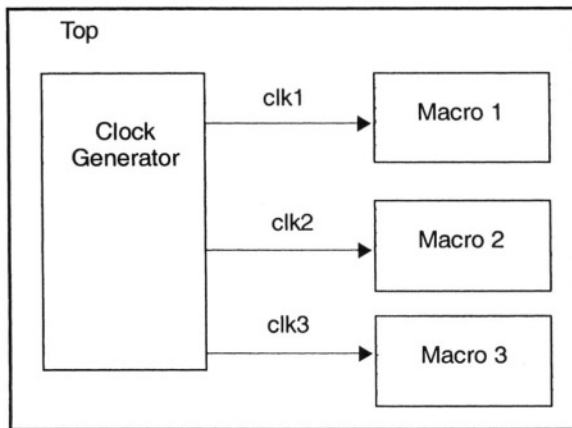 Top
Clock
Generator
clk1
Macro 1
clk2
Macro 2
clk3
Macro 3